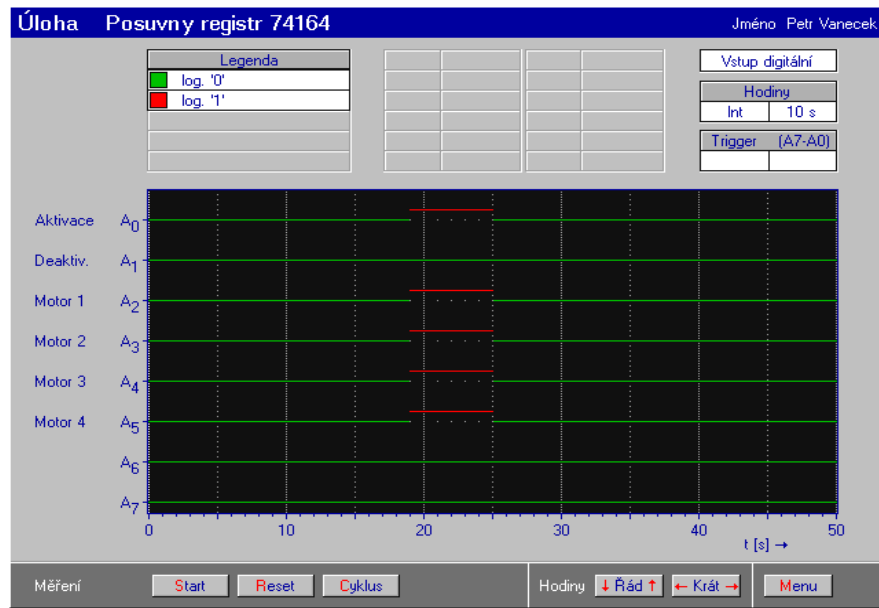 Úloha Posuvny registr 74164 Jméno Petr Vanecek
Legenda
log. '0'
log. '1'
Vstup digitální
Hodiny
Int 10 s
Trigger (A7-A0)
Aktivace A0
Deaktiv. A1
Motor 1 A2
Motor 2 A3
Motor 3 A4
Motor 4 A5
A6
A7
0 10 20 30 40 50
t [s] →
Měření Start Reset Cyklus Hodiny ↓ Řád ↑ ← Krát → Menu